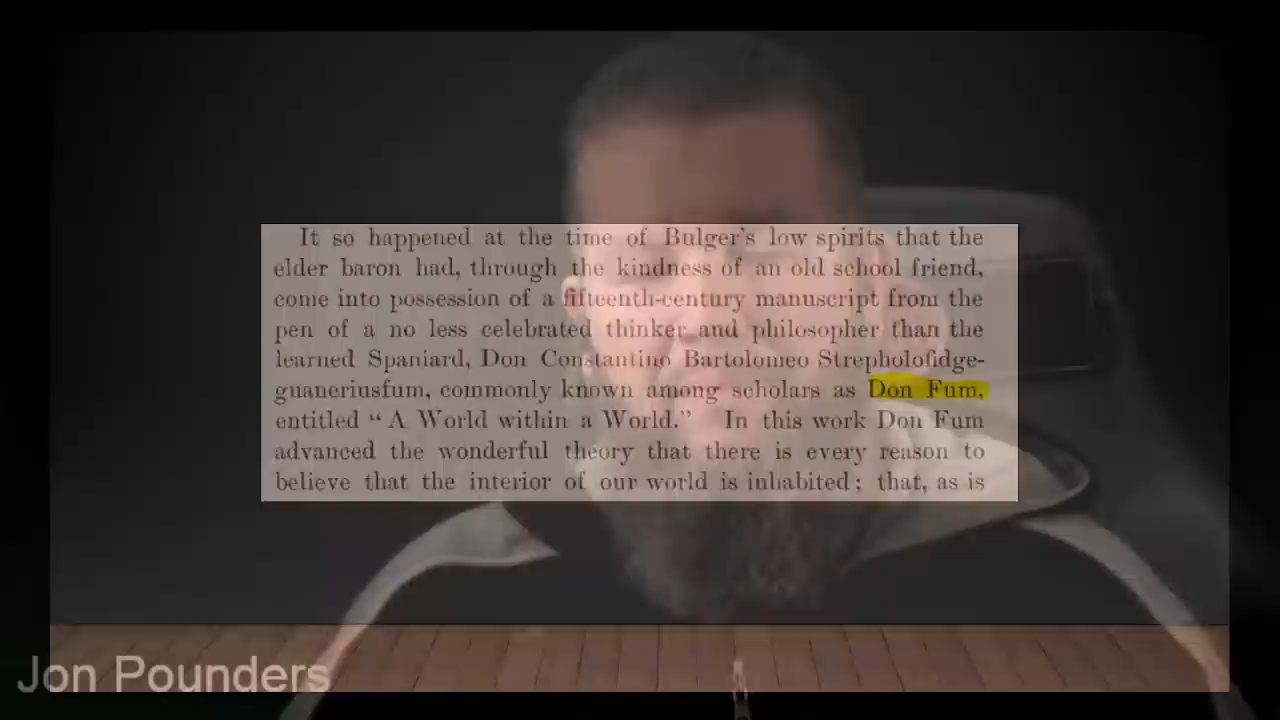 It so happened at the time of Bulger's low spirits that the
elder baron had, through the kindness of an old school friend,
come into possession of a fifteenth-century manuscript from the
pen of a no less celebrated thinker and philosopher than the
learned Spaniard, Don Constantino Bartolomeo Strepholofidge-
guaneriusfum, commonly known among scholars as Don Fum,
entitled “A World within a World.” In this work Don Fum
advanced the wonderful theory that there is every reason to
believe that the interior of our world is inhabited; that, as is
Jon Pounders